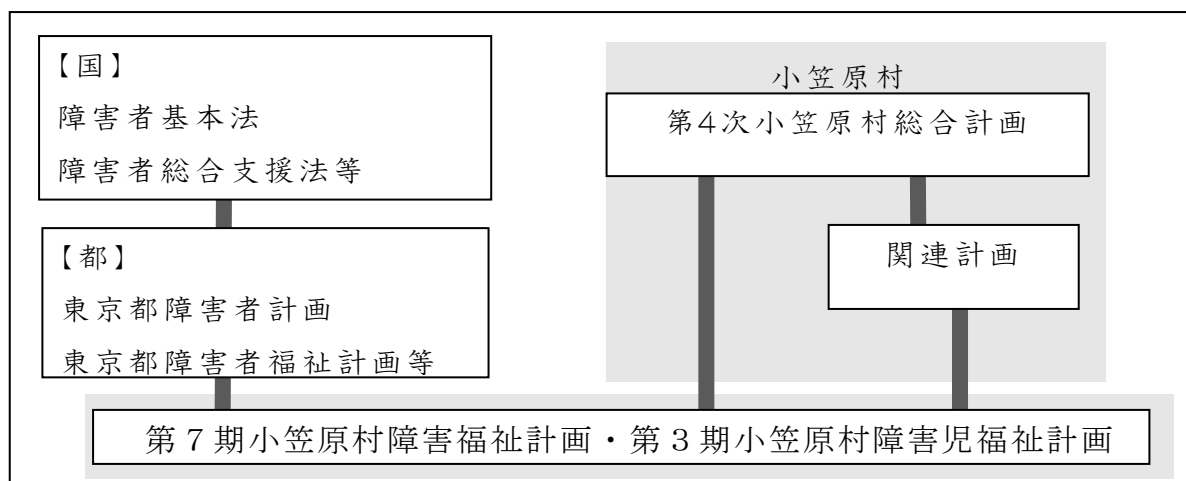 【国】
障害者基本法
障害者総合支援法等
【都】
東京都障害者計画
東京都障害者福祉計画等
小笠原村
第4次小笠原村総合計画
関連計画
第７期小笠原村障害福祉計画・第３期小笠原村障害児福祉計画